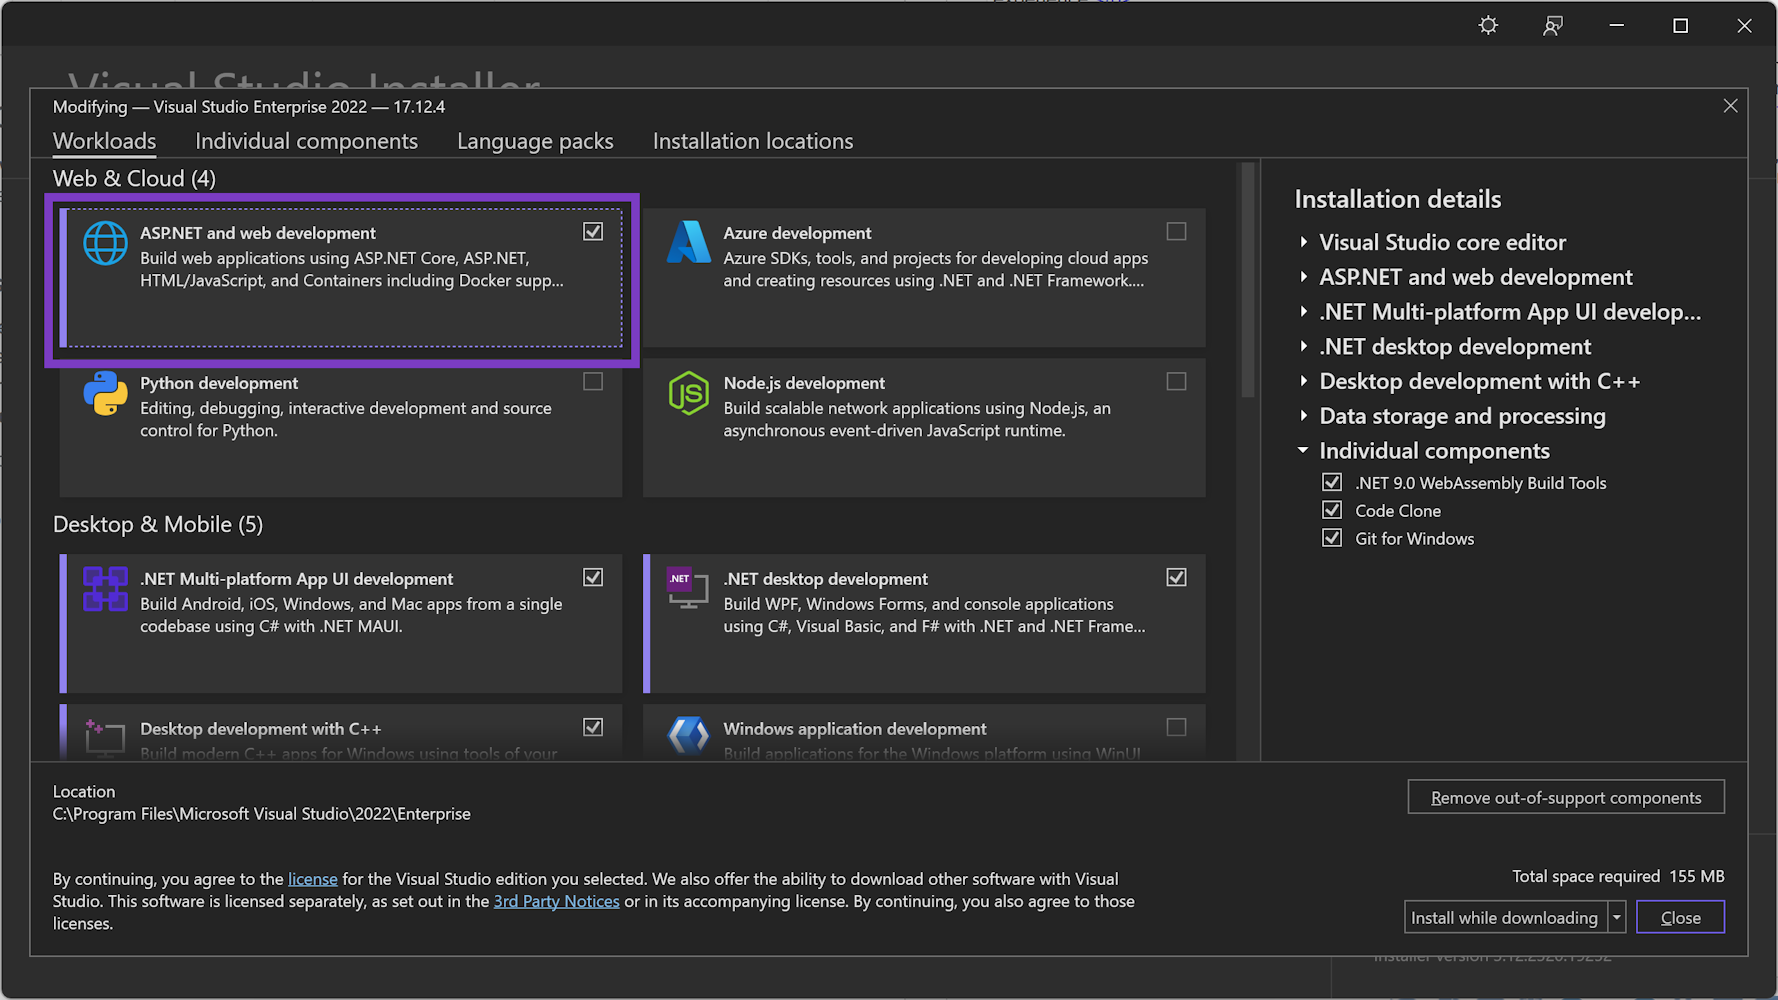 Visual Studio Installer
Modifying — Visual Studio Enterprise 2022 — 17.12.4
Workloads
Individual components
Language packs
Installation locations
Web & Cloud (4)
ASP.NET and web development
Build web applications using ASP.NET Core, ASP.NET,
HTML/JavaScript, and Containers including Docker supp...
Azure development
Azure SDKs, tools, and projects for developing cloud apps
and creating resources using .NET and .NET Framework....
Python development
Editing, debugging, interactive development and source
control for Python.
JS
Node.js development
Build scalable network applications using Node.js, an
asynchronous event-driven JavaScript runtime.
Desktop & Mobile (5)
.NET Multi-platform App UI development
Build Android, iOS, Windows, and Mac apps from a single
codebase using C# with .NET MAUI.
.NET
.NET desktop development
Build WPF, Windows Forms, and console applications
using C#, Visual Basic, and F# with .NET and .NET Frame...
Desktop development with C++
Build modern C++ apps for Windows using tools of your
Windows application development
Build applications for the Windows platform using WinUI
Installation details
Visual Studio core editor
ASP.NET and web development
.NET Multi-platform App UI develop...
.NET desktop development
Desktop development with C++
Data storage and processing
Individual components
.NET 9.0 WebAssembly Build Tools
Code Clone
Git for Windows
Location
C:\Program Files\Microsoft Visual Studio\2022\Enterprise
Remove out-of-support components
By continuing, you agree to the license for the Visual Studio edition you selected. We also offer the ability to download other software with Visual
Studio. This software is licensed separately, as set out in the 3rd Party Notices or in its accompanying license. By continuing, you also agree to those
licenses.
Total space required 155 MB
Install while downloading
Close